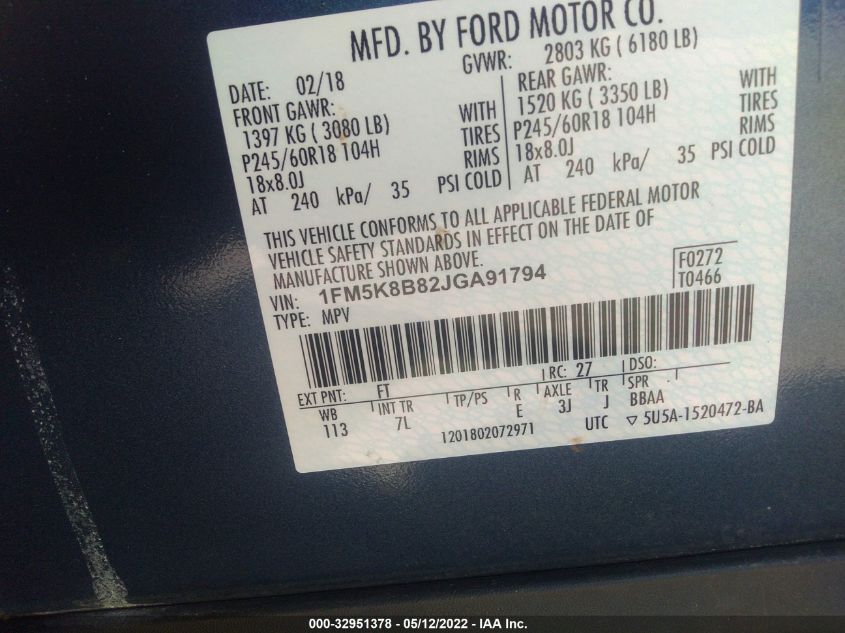 MFD. BY FORD MOTOR CO.
DATE: 02/18
GVWR: 2803 KG ( 6180 LB)
FRONT GAWR:
1397 KG ( 3080 LB) WITH
P245/60R18 104H TIRES
18x8.0J RIMS
AT 240 kPa/ 35 PSI COLD
REAR GAWR:
1520 KG ( 3350 LB) WITH
P245/60R18 104H TIRES
18x8.0J RIMS
AT 240 kPa/ 35 PSI COLD
THIS VEHICLE CONFORMS TO ALL APPLICABLE FEDERAL MOTOR
VEHICLE SAFETY STANDARDS IN EFFECT ON THE DATE OF
MANUFACTURE SHOWN ABOVE.
VIN: 1FM5K8B82JGA91794
TYPE: MPV
F0272
T0466
EXT PNT: FT RC: 27 DSO:
WB INT TR TP/PS R AXLE TR SPR
113 7L E 3J J BBAA
1201802072971
UTC ▽ 5U5A-1520472-BA
000-32951378 - 05/12/2022 - IAA Inc.